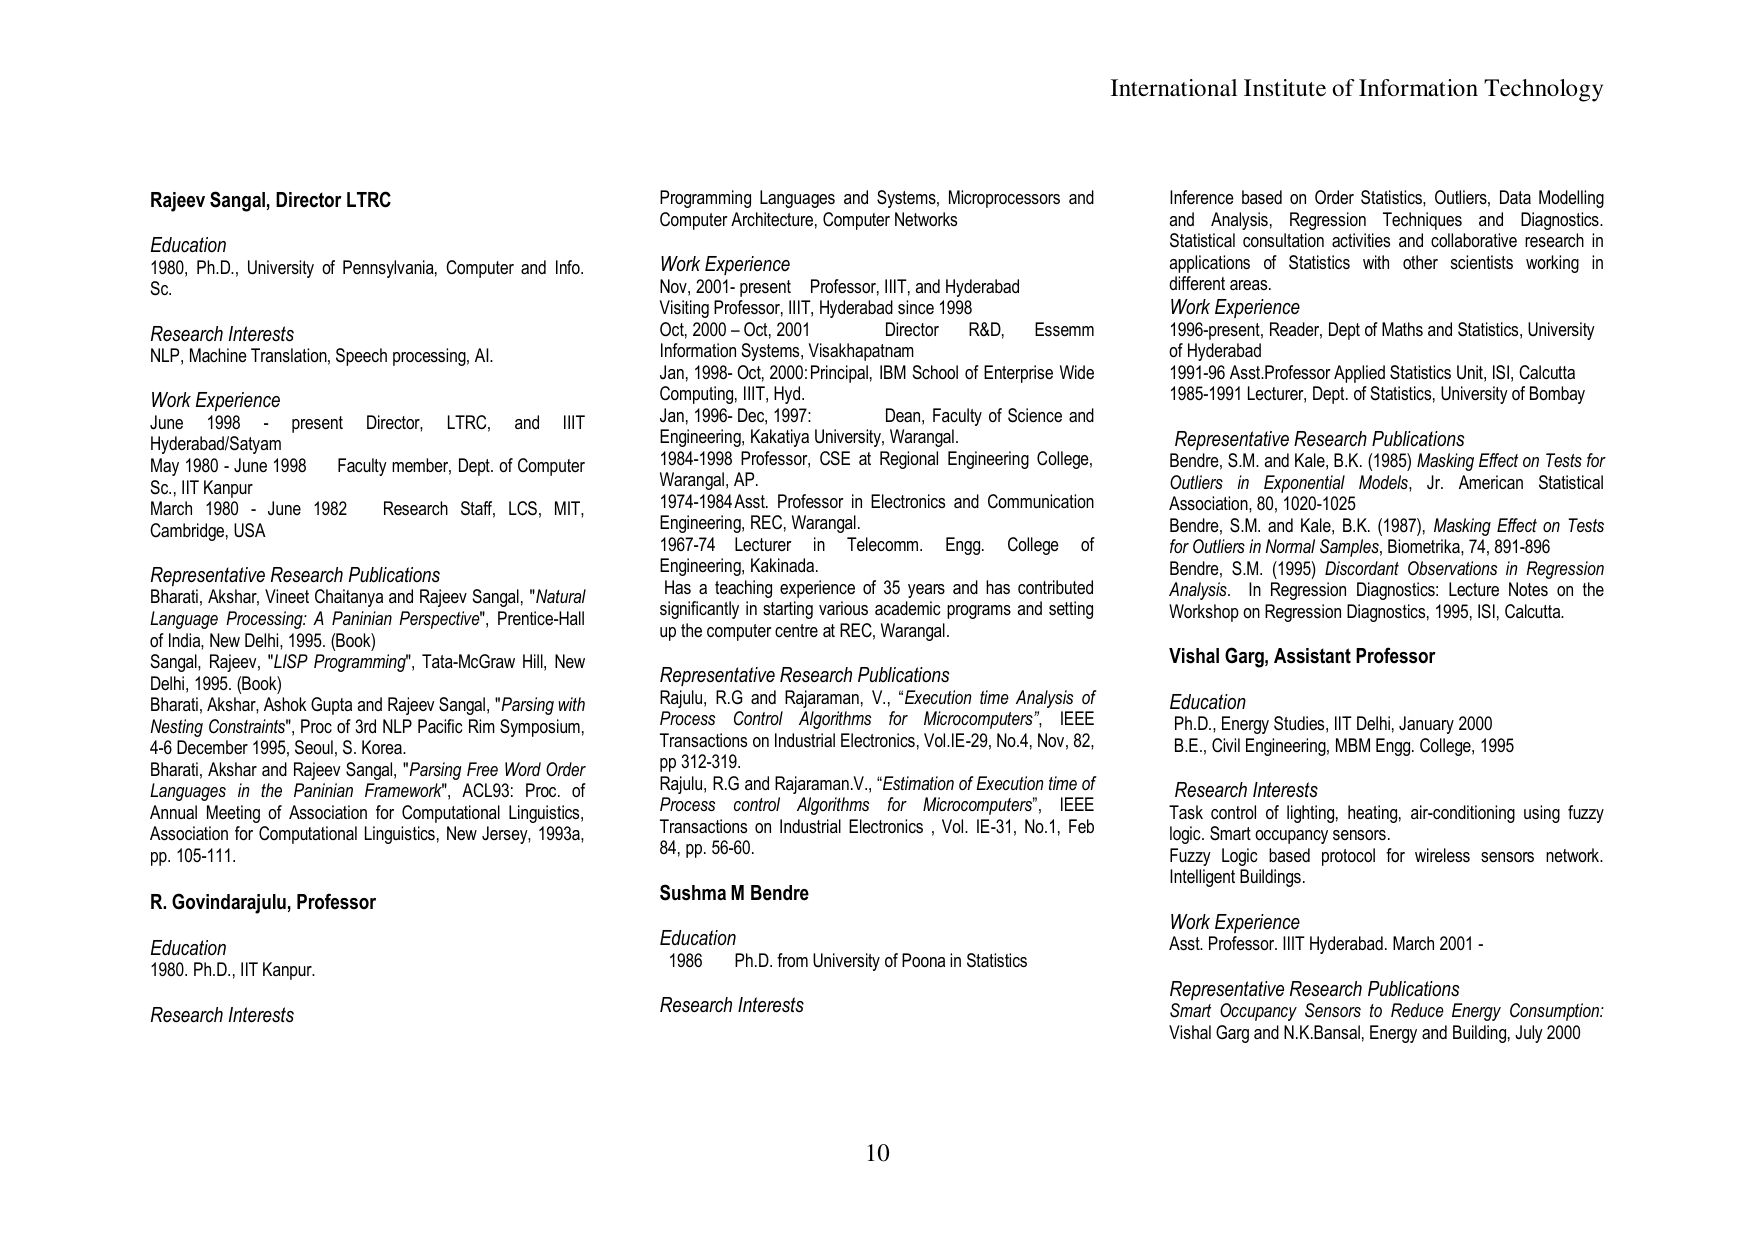 International Institute of Information Technology
Rajeev Sangal, Director LTRC
Education
1980, Ph.D., University of Pennsylvania, Computer and Info.
Sc.
Research Interests
NLP, Machine Translation, Speech processing, AI.
Work Experience
June 1998 - present Director, LTRC, and IIIT
Hyderabad/Satyam
May 1980 - June 1998 Faculty member, Dept. of Computer
Sc., IIT Kanpur
March 1980 - June 1982 Research Staff, LCS, MIT,
Cambridge, USA
Representative Research Publications
Bharati, Akshar, Vineet Chaitanya and Rajeev Sangal, "Natural
Language Processing: A Paninian Perspective", Prentice-Hall
of India, New Delhi, 1995. (Book)
Sangal, Rajeev, "LISP Programming", Tata-McGraw Hill, New
Delhi, 1995. (Book)
Bharati, Akshar, Ashok Gupta and Rajeev Sangal, "Parsing with
Nesting Constraints", Proc of 3rd NLP Pacific Rim Symposium,
4-6 December 1995, Seoul, S. Korea.
Bharati, Akshar and Rajeev Sangal, "Parsing Free Word Order
Languages in the Paninian Framework", ACL93: Proc. of
Annual Meeting of Association for Computational Linguistics,
Association for Computational Linguistics, New Jersey, 1993a,
pp. 105-111.
R. Govindarajulu, Professor
Education
1980. Ph.D., IIT Kanpur.
Research Interests
Programming Languages and Systems, Microprocessors and
Computer Architecture, Computer Networks
Work Experience
Nov, 2001- present Professor, IIIT, and Hyderabad
Visiting Professor, IIIT, Hyderabad since 1998
Oct, 2000 – Oct, 2001 Director R&D, Essemm
Information Systems, Visakhapatnam
Jan, 1998- Oct, 2000: Principal, IBM School of Enterprise Wide
Computing, IIIT, Hyd.
Jan, 1996- Dec, 1997: Dean, Faculty of Science and
Engineering, Kakatiya University, Warangal.
1984-1998 Professor, CSE at Regional Engineering College,
Warangal, AP.
1974-1984 Asst. Professor in Electronics and Communication
Engineering, REC, Warangal.
1967-74 Lecturer in Telecomm. Engg. College of
Engineering, Kakinada.
Has a teaching experience of 35 years and has contributed
significantly in starting various academic programs and setting
up the computer centre at REC, Warangal.
Representative Research Publications
Rajulu, R.G and Rajaraman, V., “Execution time Analysis of
Process Control Algorithms for Microcomputers”, IEEE
Transactions on Industrial Electronics, Vol.IE-29, No.4, Nov, 82,
pp 312-319.
Rajulu, R.G and Rajaraman.V., “Estimation of Execution time of
Process control Algorithms for Microcomputers”, IEEE
Transactions on Industrial Electronics , Vol. IE-31, No.1, Feb
84, pp. 56-60.
Sushma M Bendre
Education
1986 Ph.D. from University of Poona in Statistics
Research Interests
Inference based on Order Statistics, Outliers, Data Modelling
and Analysis, Regression Techniques and Diagnostics.
Statistical consultation activities and collaborative research in
applications of Statistics with other scientists working in
different areas.
Work Experience
1996-present, Reader, Dept of Maths and Statistics, University
of Hyderabad
1991-96 Asst.Professor Applied Statistics Unit, ISI, Calcutta
1985-1991 Lecturer, Dept. of Statistics, University of Bombay
Representative Research Publications
Bendre, S.M. and Kale, B.K. (1985) Masking Effect on Tests for
Outliers in Exponential Models, Jr. American Statistical
Association, 80, 1020-1025
Bendre, S.M. and Kale, B.K. (1987), Masking Effect on Tests
for Outliers in Normal Samples, Biometrika, 74, 891-896
Bendre, S.M. (1995) Discordant Observations in Regression
Analysis. In Regression Diagnostics: Lecture Notes on the
Workshop on Regression Diagnostics, 1995, ISI, Calcutta.
Vishal Garg, Assistant Professor
Education
Ph.D., Energy Studies, IIT Delhi, January 2000
B.E., Civil Engineering, MBM Engg. College, 1995
Research Interests
Task control of lighting, heating, air-conditioning using fuzzy
logic. Smart occupancy sensors.
Fuzzy Logic based protocol for wireless sensors network.
Intelligent Buildings.
Work Experience
Asst. Professor. IIIT Hyderabad. March 2001 -
Representative Research Publications
Smart Occupancy Sensors to Reduce Energy Consumption:
Vishal Garg and N.K.Bansal, Energy and Building, July 2000
10